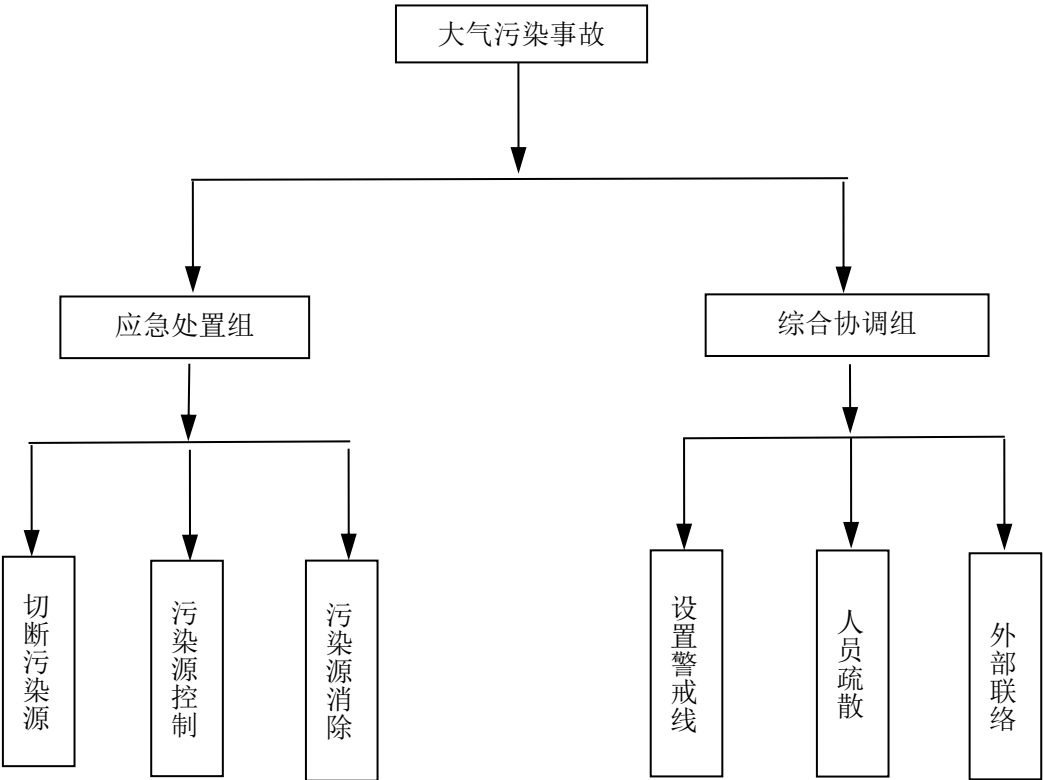 大气污染事故
应急处置组
综合协调组
切断污染源
污染源控制
污染源消除
设置警戒线
人员疏散
外部联络